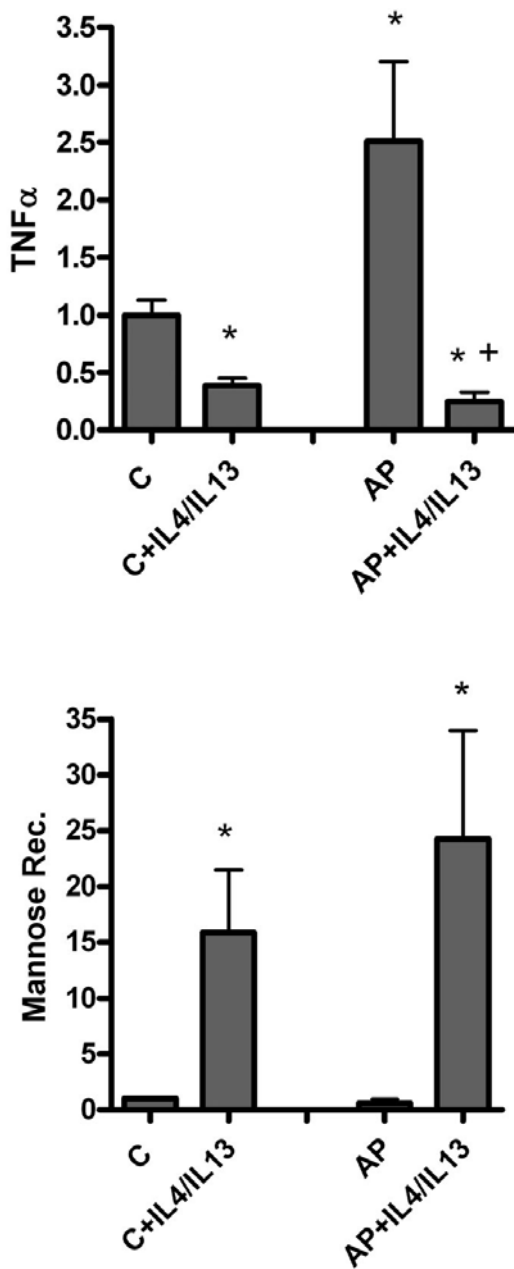 TNFα
3.5
3.0
2.5
2.0
1.5
1.0
0.5
0.0
*
*
* +
C
C+IL4/IL13
AP
AP+IL4/IL13
Mannose Rec.
35
30
25
20
15
10
5
0
*
*
C
C+IL4/IL13
AP
AP+IL4/IL13